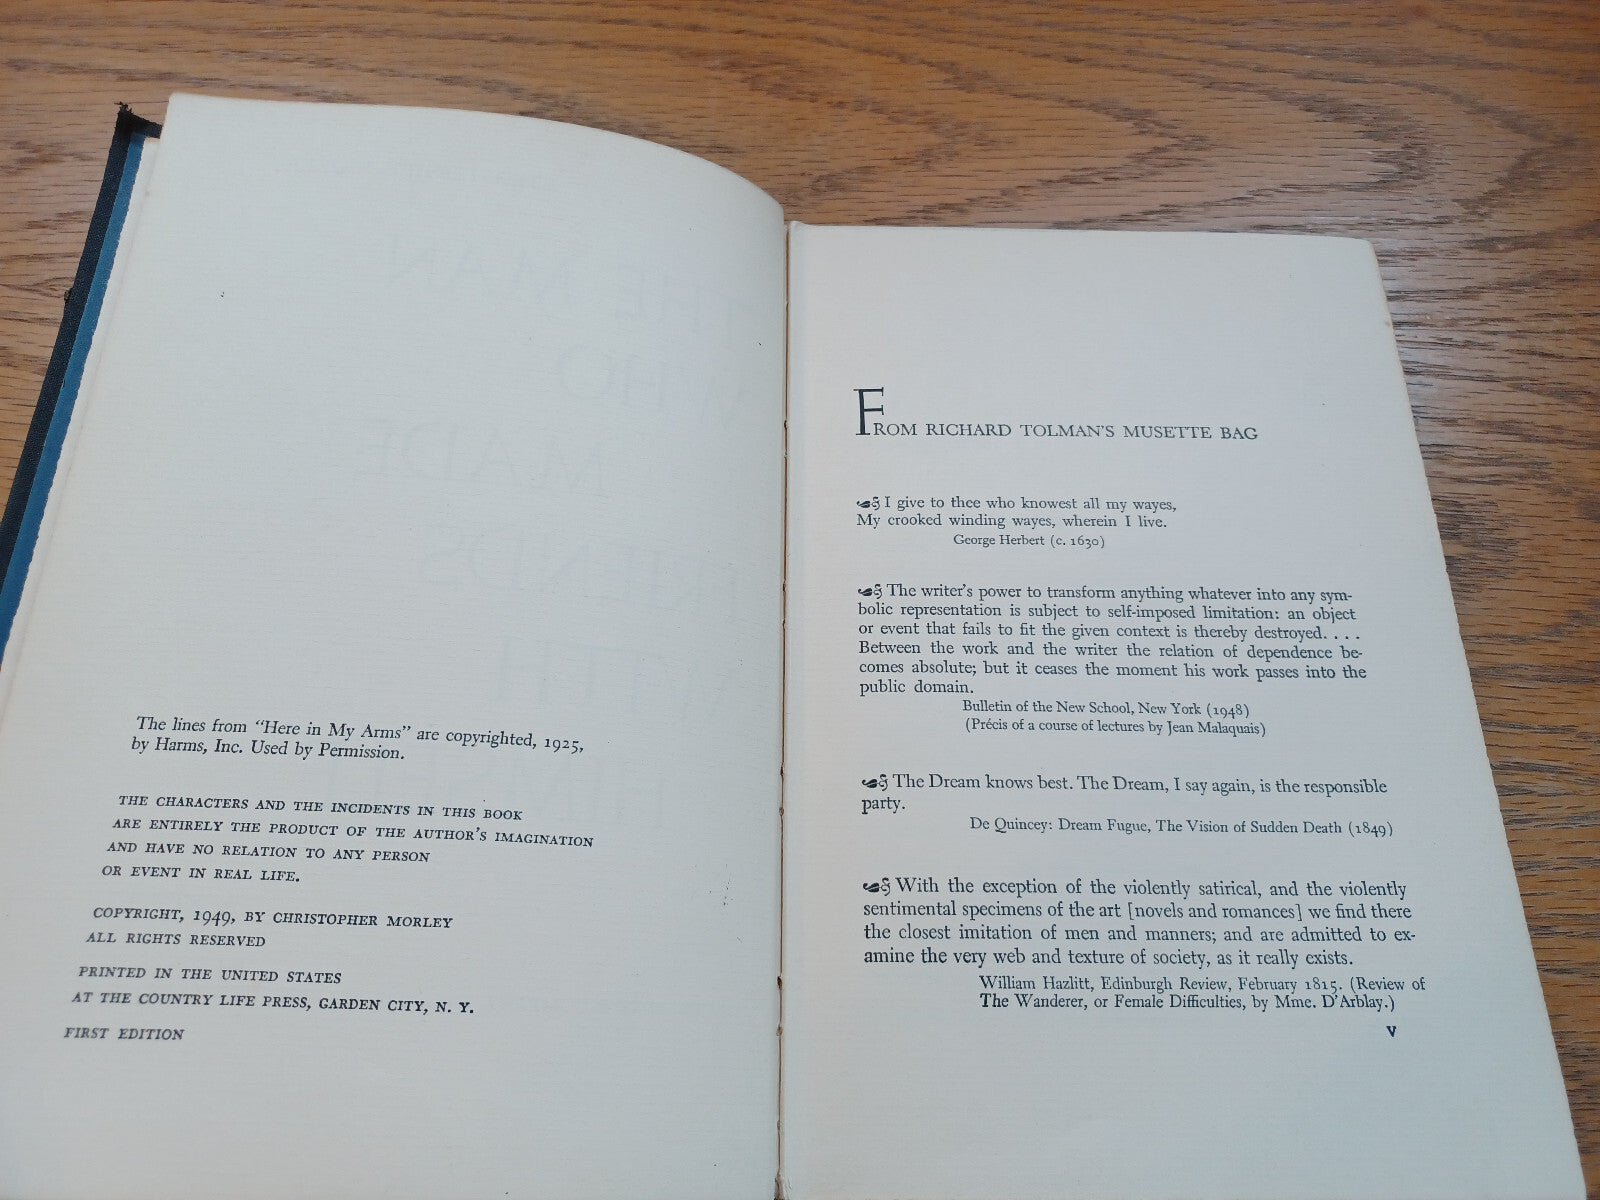 The lines from "Here in My Arms" are copyrighted, 1925,
by Harms, Inc. Used by Permission.
THE CHARACTERS AND THE INCIDENTS IN THIS BOOK
ARE ENTIRELY THE PRODUCT OF THE AUTHOR'S IMAGINATION
AND HAVE NO RELATION TO ANY PERSON
OR EVENT IN REAL LIFE.
COPYRIGHT, 1949, BY CHRISTOPHER MORLEY
ALL RIGHTS RESERVED
PRINTED IN THE UNITED STATES
AT THE COUNTRY LIFE PRESS, GARDEN CITY, N. Y.
FIRST EDITION
FROM RICHARD TOLMAN'S MUSETTE BAG
I give to thee who knowest all my wayes,
My crooked winding wayes, wherein I live.
George Herbert (c. 1630)
The writer's power to transform anything whatever into any sym-
bolic representation is subject to self-imposed limitation: an object
or event that fails to fit the given context is thereby destroyed. . . .
Between the work and the writer the relation of dependence be-
comes absolute; but it ceases the moment his work passes into the
public domain.
Bulletin of the New School, New York (1948)
(Précis of a course of lectures by Jean Malaquais)
The Dream knows best. The Dream, I say again, is the responsible
party.
De Quincey: Dream Fugue, The Vision of Sudden Death (1849)
With the exception of the violently satirical, and the violently
sentimental specimens of the art [novels and romances] we find there
the closest imitation of men and manners; and are admitted to ex-
amine the very web and texture of society, as it really exists.
William Hazlitt, Edinburgh Review, February 1815. (Review of
The Wanderer, or Female Difficulties, by Mme. D'Arblay.)
v